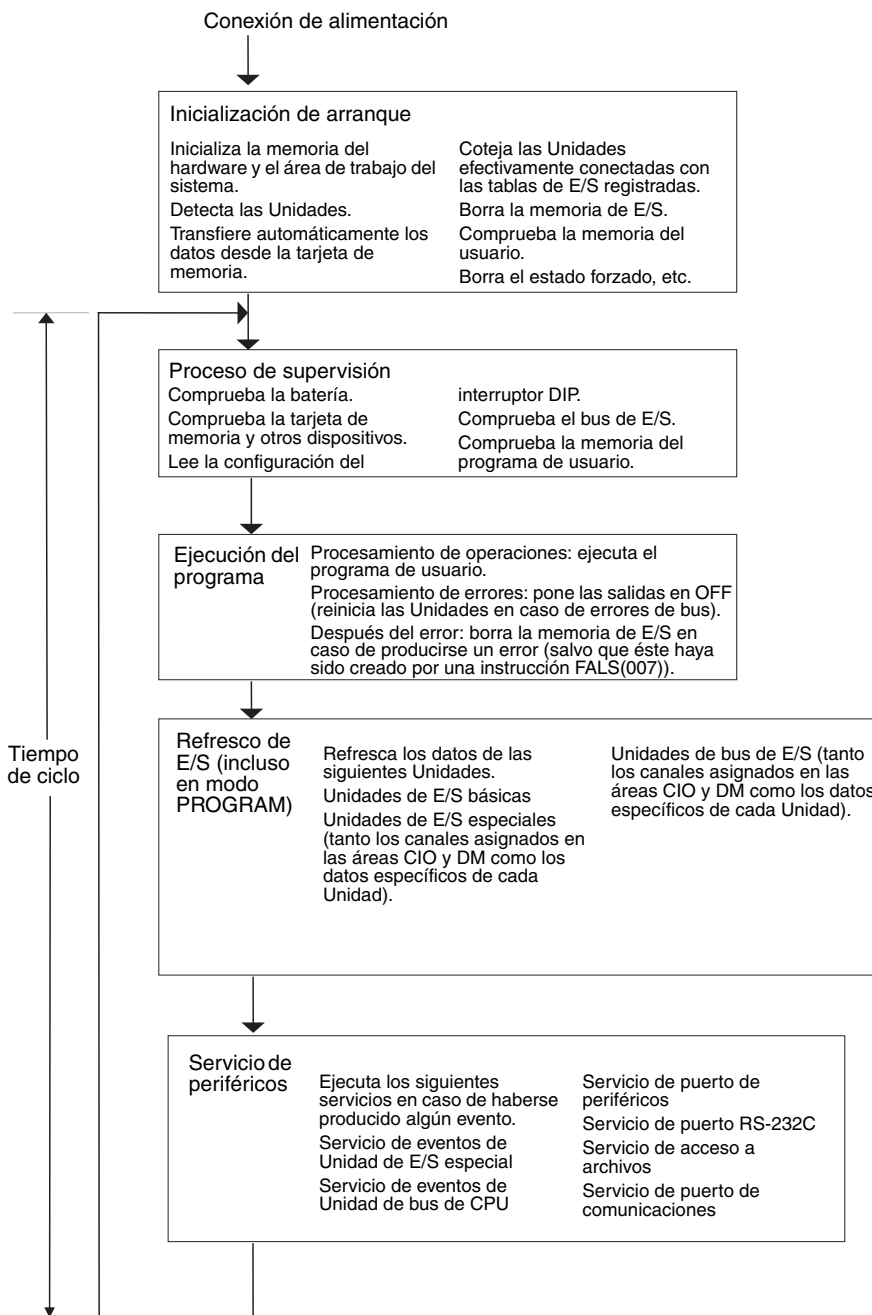 Conexión de alimentación
Inicialización de arranque
Inicializa la memoria del
hardware y el área de trabajo del
sistema.
Detecta las Unidades.
Transfiere automáticamente los
datos desde la tarjeta de
memoria.
Coteja las Unidades
efectivamente conectadas con
las tablas de E/S registradas.
Borra la memoria de E/S.
Comprueba la memoria del
usuario.
Borra el estado forzado, etc.
Proceso de supervisión
Comprueba la batería.
Comprueba la tarjeta de
memoria y otros dispositivos.
Lee la configuración del
interruptor DIP.
Comprueba el bus de E/S.
Comprueba la memoria del
programa de usuario.
Ejecución del
programa
Procesamiento de operaciones: ejecuta el
programa de usuario.
Procesamiento de errores: pone las salidas en OFF
(reinicia las Unidades en caso de errores de bus).
Después del error: borra la memoria de E/S en
caso de producirse un error (salvo que éste haya
sido creado por una instrucción FALS(007)).
Tiempo
de ciclo
Refresco de
E/S (incluso
en modo
PROGRAM)
Refresca los datos de las
siguientes Unidades.
Unidades de E/S básicas
Unidades de E/S especiales
(tanto los canales asignados en
las áreas CIO y DM como los
datos específicos de cada
Unidad).
Unidades de bus de E/S (tanto
los canales asignados en las
áreas CIO y DM como los datos
específicos de cada Unidad).
Servicio de
periféricos
Ejecuta los siguientes
servicios en caso de haberse
producido algún evento.
Servicio de eventos de
Unidad de E/S especial
Servicio de eventos de
Unidad de bus de CPU
Servicio de puerto de
periféricos
Servicio de puerto RS-232C
Servicio de acceso a
archivos
Servicio de puerto de
comunicaciones